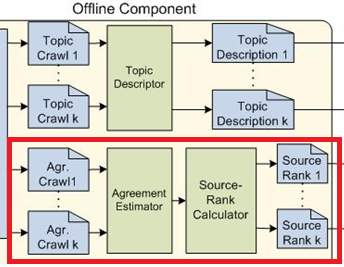 Offline Component
Topic
Crawl 1
Topic
Crawl k
Topic
Descriptor
Topic
Description 1
Topic
Description k
Agr.
Crawl1
Agr.
Crawl k
Agreement
Estimator
Source-
Rank
Calculator
Source
Rank 1
Source
Rank k